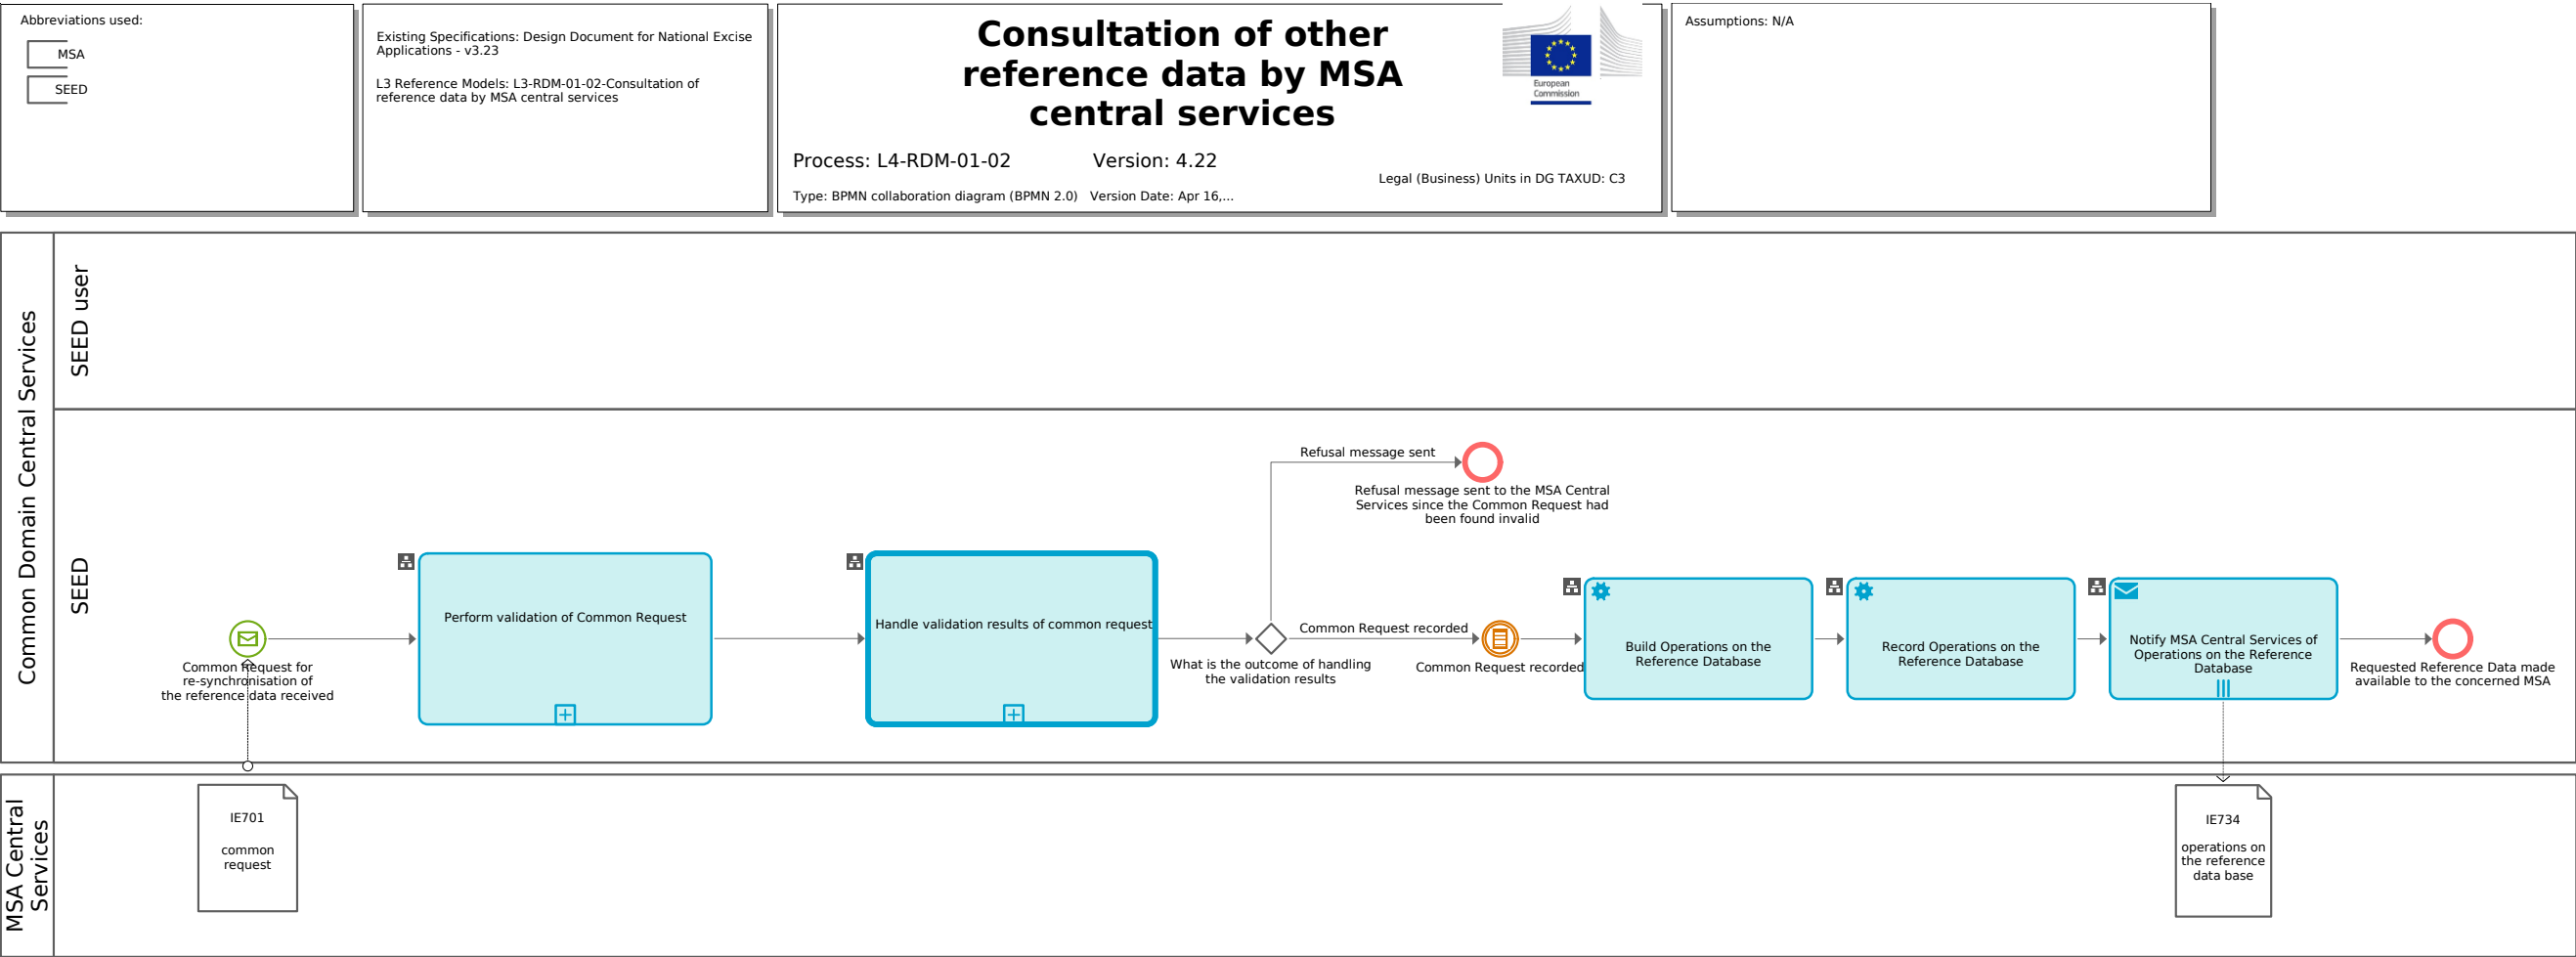 Abbreviations used:
MSA
SEED
Existing Specifications: Design Document for National Excise
Applications - v3.23
L3 Reference Models: L3-RDM-01-02-Consultation of
reference data by MSA central services
Consultation of other
reference data by MSA
central services
European
Commission
Process: L4-RDM-01-02
Version: 4.22
Legal (Business) Units in DG TAXUD: C3
Type: BPMN collaboration diagram (BPMN 2.0)
Version Date: Apr 16,...
Assumptions: N/A
Common Domain Central Services
SEED user
SEED
Common Request for
re-synchronisation of
the reference data received
Perform validation of Common Request
Handle validation results of common request
What is the outcome of handling
the validation results
Refusal message sent
Refusal message sent to the MSA Central
Services since the Common Request had
been found invalid
Common Request recorded
Common Request recorded
Build Operations on the
Reference Database
Record Operations on the
Reference Database
Notify MSA Central Services of
Operations on the Reference
Database
Requested Reference Data made
available to the concerned MSA
MSA Central
Services
IE701
common
request
IE734
operations on
the reference
data base